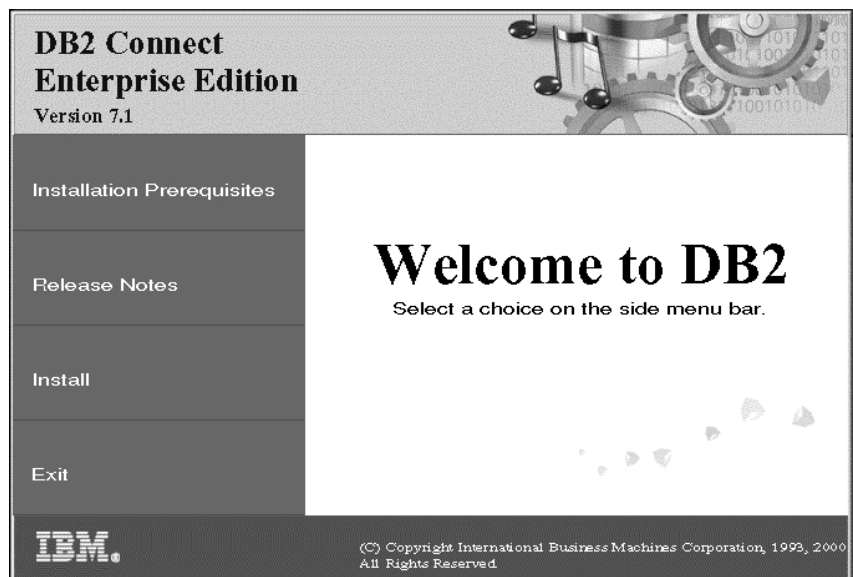 DB2 Connect
Enterprise Edition
Version 7.1
Installation Prerequisites
Release Notes
Install
Exit
Welcome to DB2
Select a choice on the side menu bar.
IBM®
(C) Copyright International Business Machines Corporation, 1993, 2000
All Rights Reserved